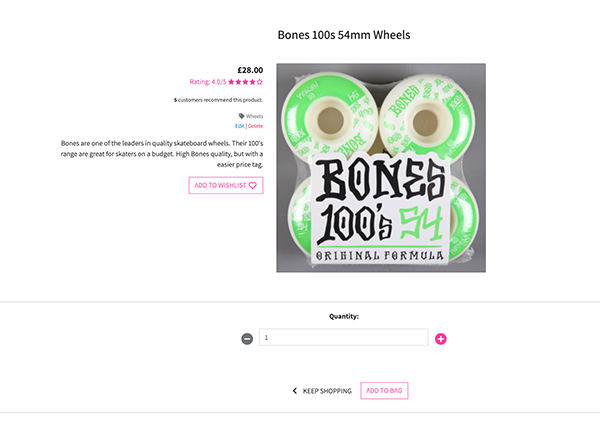 Bones 100s 54mm Wheels
£28.00
Rating: 4.0/5
5 customers recommend this product.
Wheels
Edit | Delete
Bones are one of the leaders in quality skateboard wheels. Their 100's
range are great for skaters on a budget. High Bones quality, but with a
easier price tag.
ADD TO WISHLIST
BONES
BONES
100's 54
ORIGINAL FORMULA
Quantity:
1
KEEP SHOPPING
ADD TO BAG